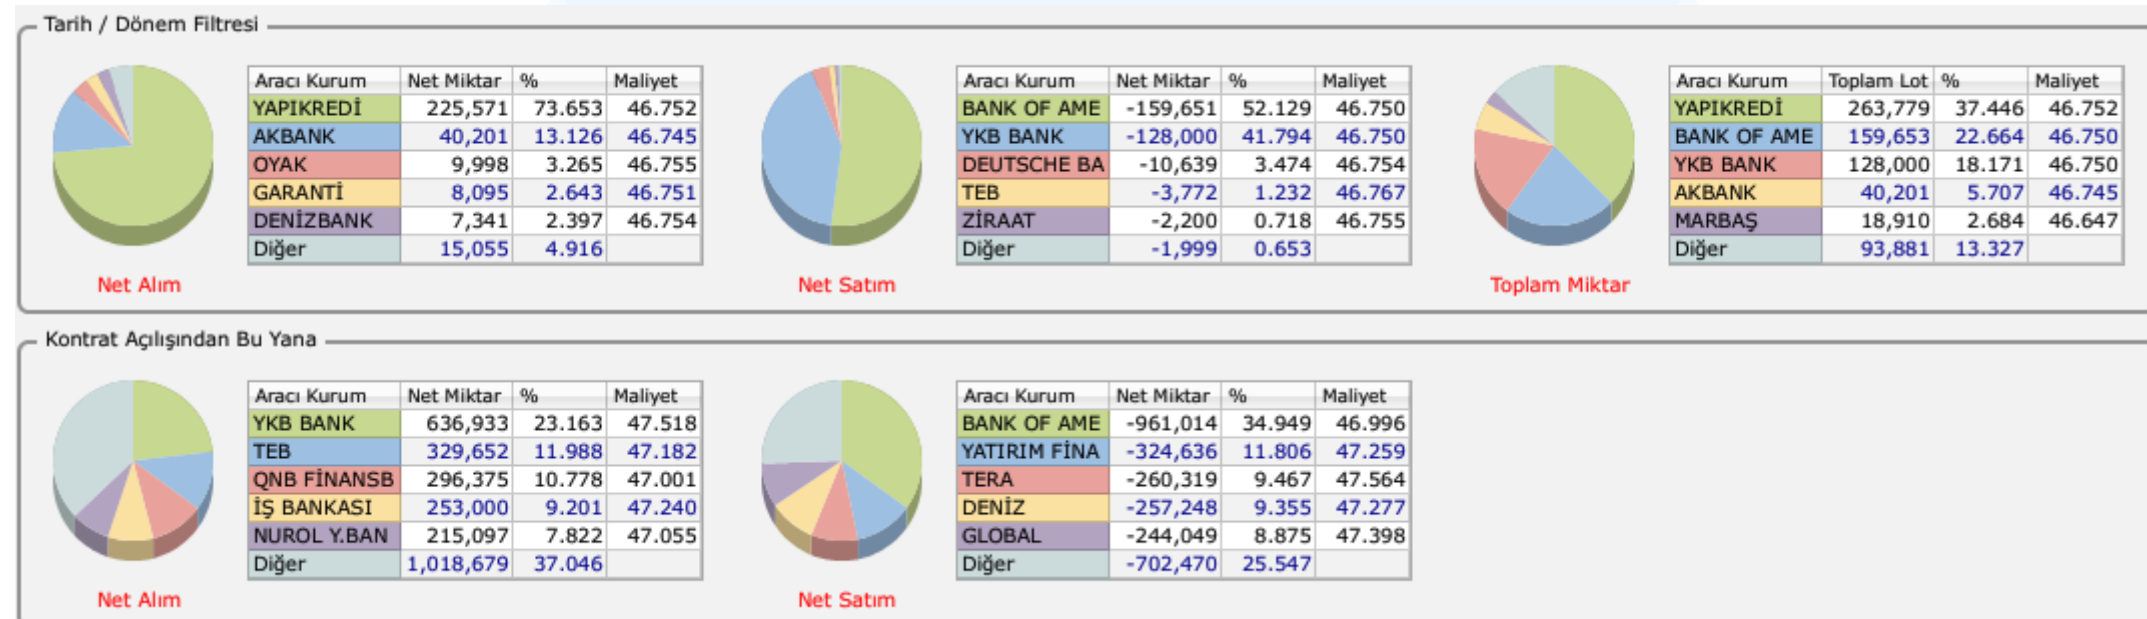 Tarih / Dönem Filtresi
Aracı Kurum Net Miktar % Maliyet
YAPIKREDİ 225,571 73.653 46.752
AKBANK 40,201 13.126 46.745
OYAK 9,998 3.265 46.755
GARANTİ 8,095 2.643 46.751
DENİZBANK 7,341 2.397 46.754
Diğer 15,055 4.916
Net Alım
Aracı Kurum Net Miktar % Maliyet
BANK OF AME -159,651 52.129 46.750
YKB BANK -128,000 41.794 46.750
DEUTSCHE BA -10,639 3.474 46.754
TEB -3,772 1.232 46.767
ZİRAAT -2,200 0.718 46.755
Diğer -1,999 0.653
Net Satım
Aracı Kurum Toplam Lot % Maliyet
YAPIKREDİ 263,779 37.446 46.752
BANK OF AME 159,653 22.664 46.750
YKB BANK 128,000 18.171 46.750
AKBANK 40,201 5.707 46.745
MARBAŞ 18,910 2.684 46.647
Diğer 93,881 13.327
Toplam Miktar
Kontrat Açılışından Bu Yana
Aracı Kurum Net Miktar % Maliyet
YKB BANK 636,933 23.163 47.518
TEB 329,652 11.988 47.182
QNB FİNANSB 296,375 10.778 47.001
İŞ BANKASI 253,000 9.201 47.240
NUROL Y.BAN 215,097 7.822 47.055
Diğer 1,018,679 37.046
Net Alım
Aracı Kurum Net Miktar % Maliyet
BANK OF AME -961,014 34.949 46.996
YATIRIM FİNA -324,636 11.806 47.259
TERA -260,319 9.467 47.564
DENİZ -257,248 9.355 47.277
GLOBAL -244,049 8.875 47.398
Diğer -702,470 25.547
Net Satım